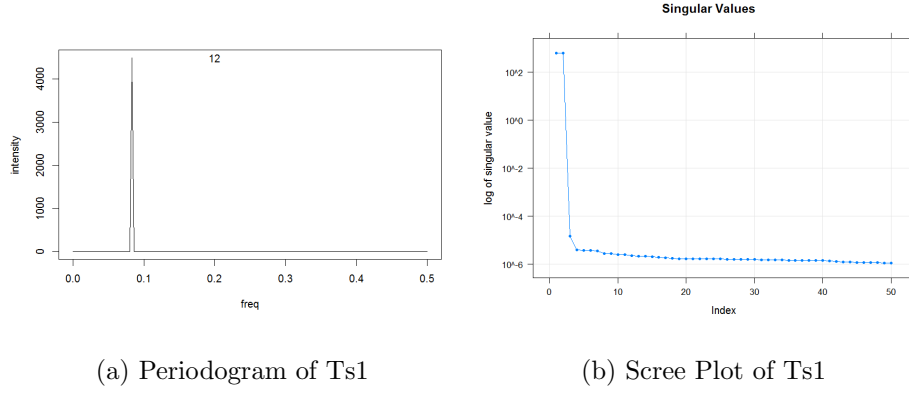 Singular Values
12
intensity
4000
3000
2000
1000
0
0.0 0.1 0.2 0.3 0.4 0.5
freq
log of singular value
10^2
10^0
10^-2
10^-4
10^-6
0 10 20 30 40 50
Index
(a) Periodogram of Ts1
(b) Scree Plot of Ts1